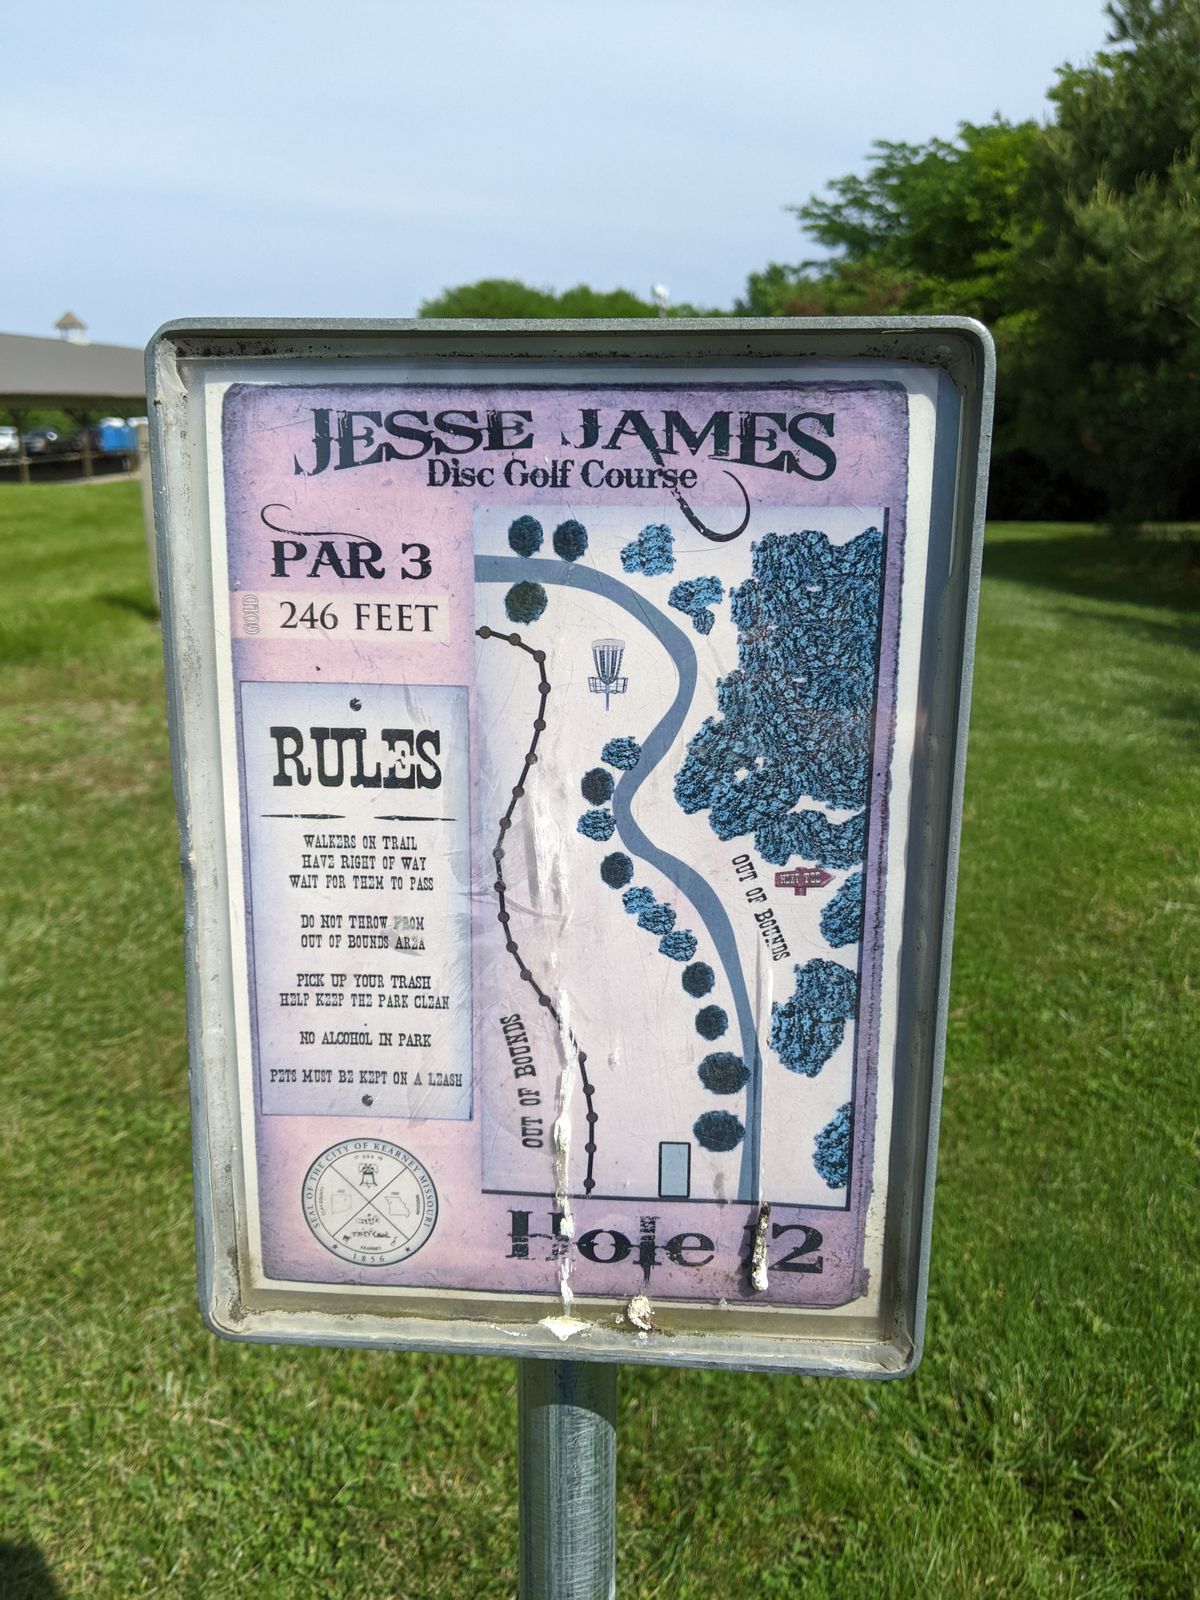 JESSE JAMES
Disc Golf Course
PAR 3
GOLD
246 FEET
RULES
WALKERS ON TRAIL
HAVE RIGHT OF WAY
WAIT FOR THEM TO PASS
DO NOT THROW FROM
OUT OF BOUNDS AREA
PICK UP YOUR TRASH
HELP KEEP THE PARK CLEAN
NO ALCOHOL IN PARK
PETS MUST BE KEPT ON A LEASH
OUT OF BOUNDS
NEXT TEE
OUT OF BOUNDS
SEAL OF THE CITY OF KEARNEY MISSOURI
KEARNEY
1856
Hole 12